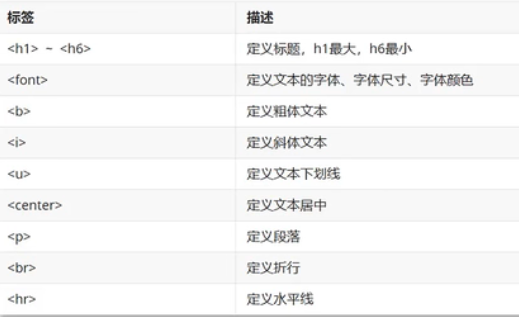 标签 描述
<h1> ~ <h6> 定义标题，h1最大，h6最小
<font> 定义文本的字体、字体尺寸、字体颜色
<b> 定义粗体文本
<i> 定义斜体文本
<u> 定义文本下划线
<center> 定义文本居中
<p> 定义段落
<br> 定义折行
<hr> 定义水平线